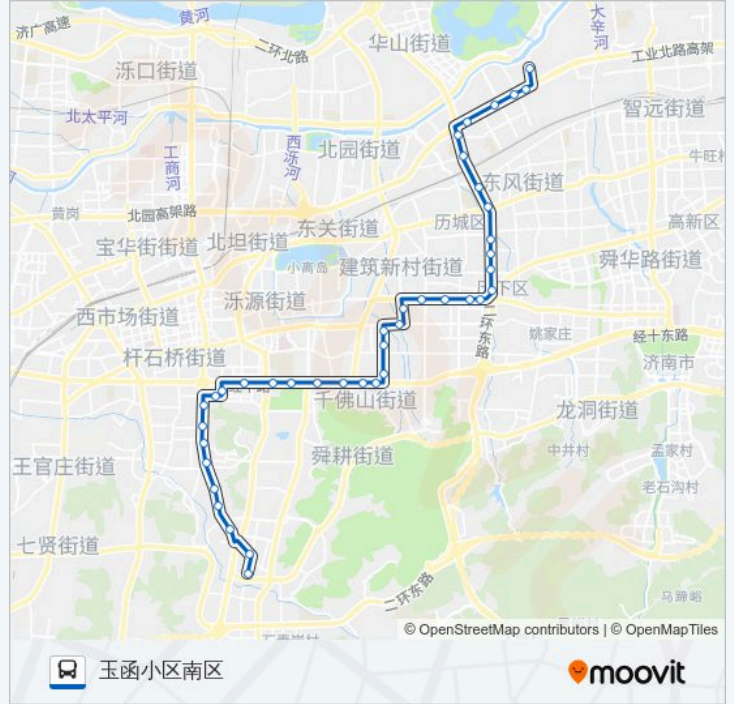 黄河
济广高速
二环北路
华山街道
大辛河
工业北路高架
泺口街道
智远街道
北太平河
工商河
西泺河
北园街道
牛旺村
东风街道
黄岗
北园高架路
东关街道
历城区
高新区
宝华街街道
北坦街道
小离岛
建筑新村街道
舜华路街道
泺源街道
历下区
西市场街道
二环东路
姚家庄
经十东路
杆石桥街道
济南市
千佛山街道
龙洞街道
舜耕街道
中井村
孟家村
王官庄街道
老石沟村
七贤街道
二环东路
马蹄峪
© OpenStreetMap contributors | © OpenMapTiles
玉函小区南区
moovit